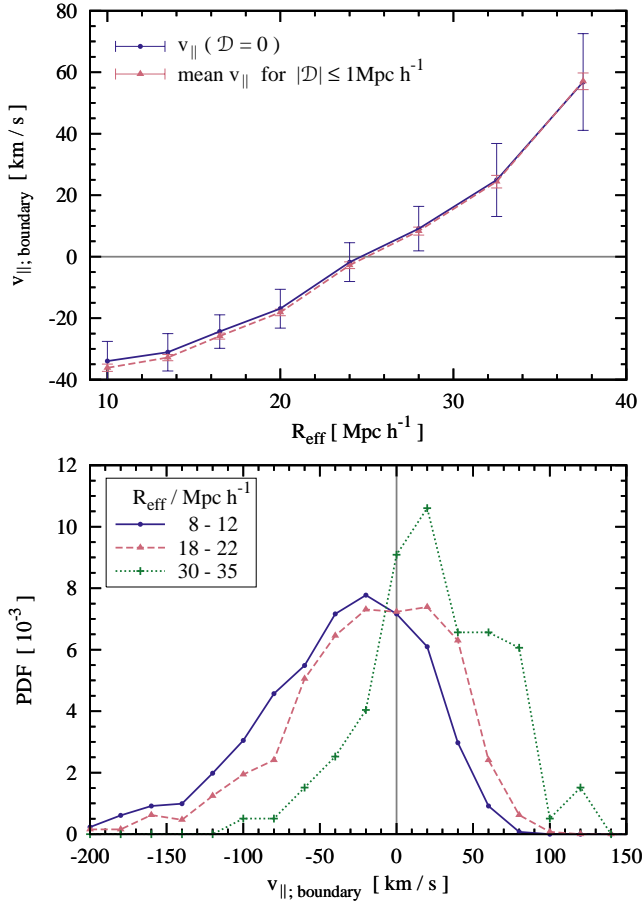 80
60
40
20
0
-20
-40
10
20
30
40
v||; boundary [ km / s ]
R_eff [ Mpc h⁻¹ ]
v|| ( 𝒟 = 0 )
mean v|| for |𝒟| ≤ 1Mpc h⁻¹
12
10
8
6
4
2
0
-200
-150
-100
-50
0
50
100
150
PDF [ 10⁻³ ]
v||; boundary [ km / s ]
R_eff / Mpc h⁻¹
8 - 12
18 - 22
30 - 35